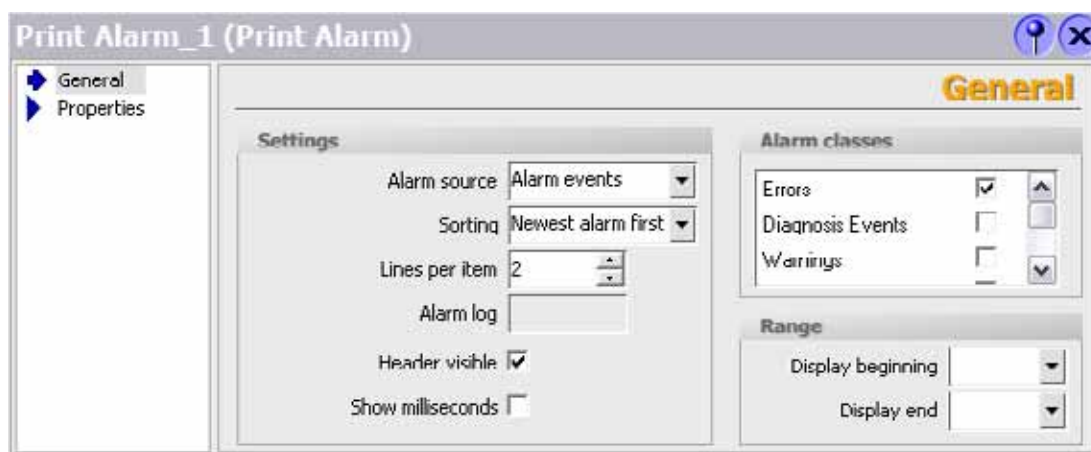 Print Alarm_1 (Print Alarm)
General
Properties
General
Settings
Alarm source Alarm events
Sorting Newest alarm first
Lines per item 2
Alarm log
Header visible
Show milliseconds
Alarm classes
Errors
Diagnosis Events
Warnings
Range
Display beginning
Display end